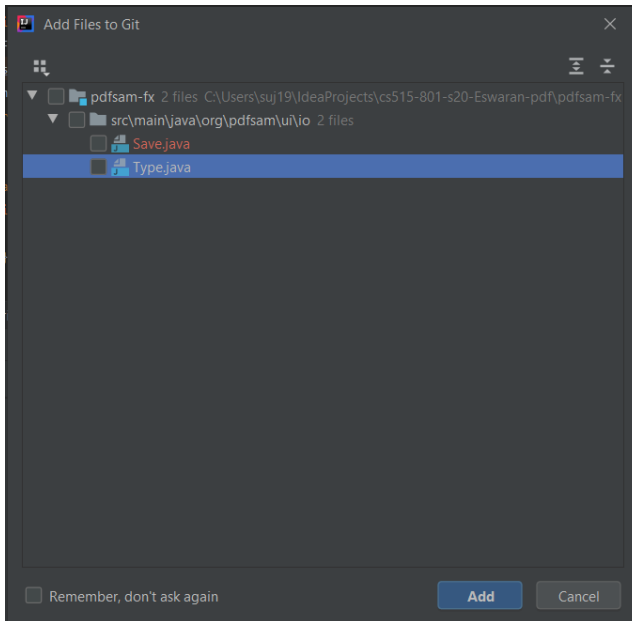 Add Files to Git
pdfsam-fx 2 files C:\Users\suj19\IdeaProjects\cs515-801-s20-Eswaran-pdf\pdfsam-fx
src\main\java\org\pdfsam\ui\io 2 files
Save.java
Type.java
Remember, don't ask again
Add
Cancel